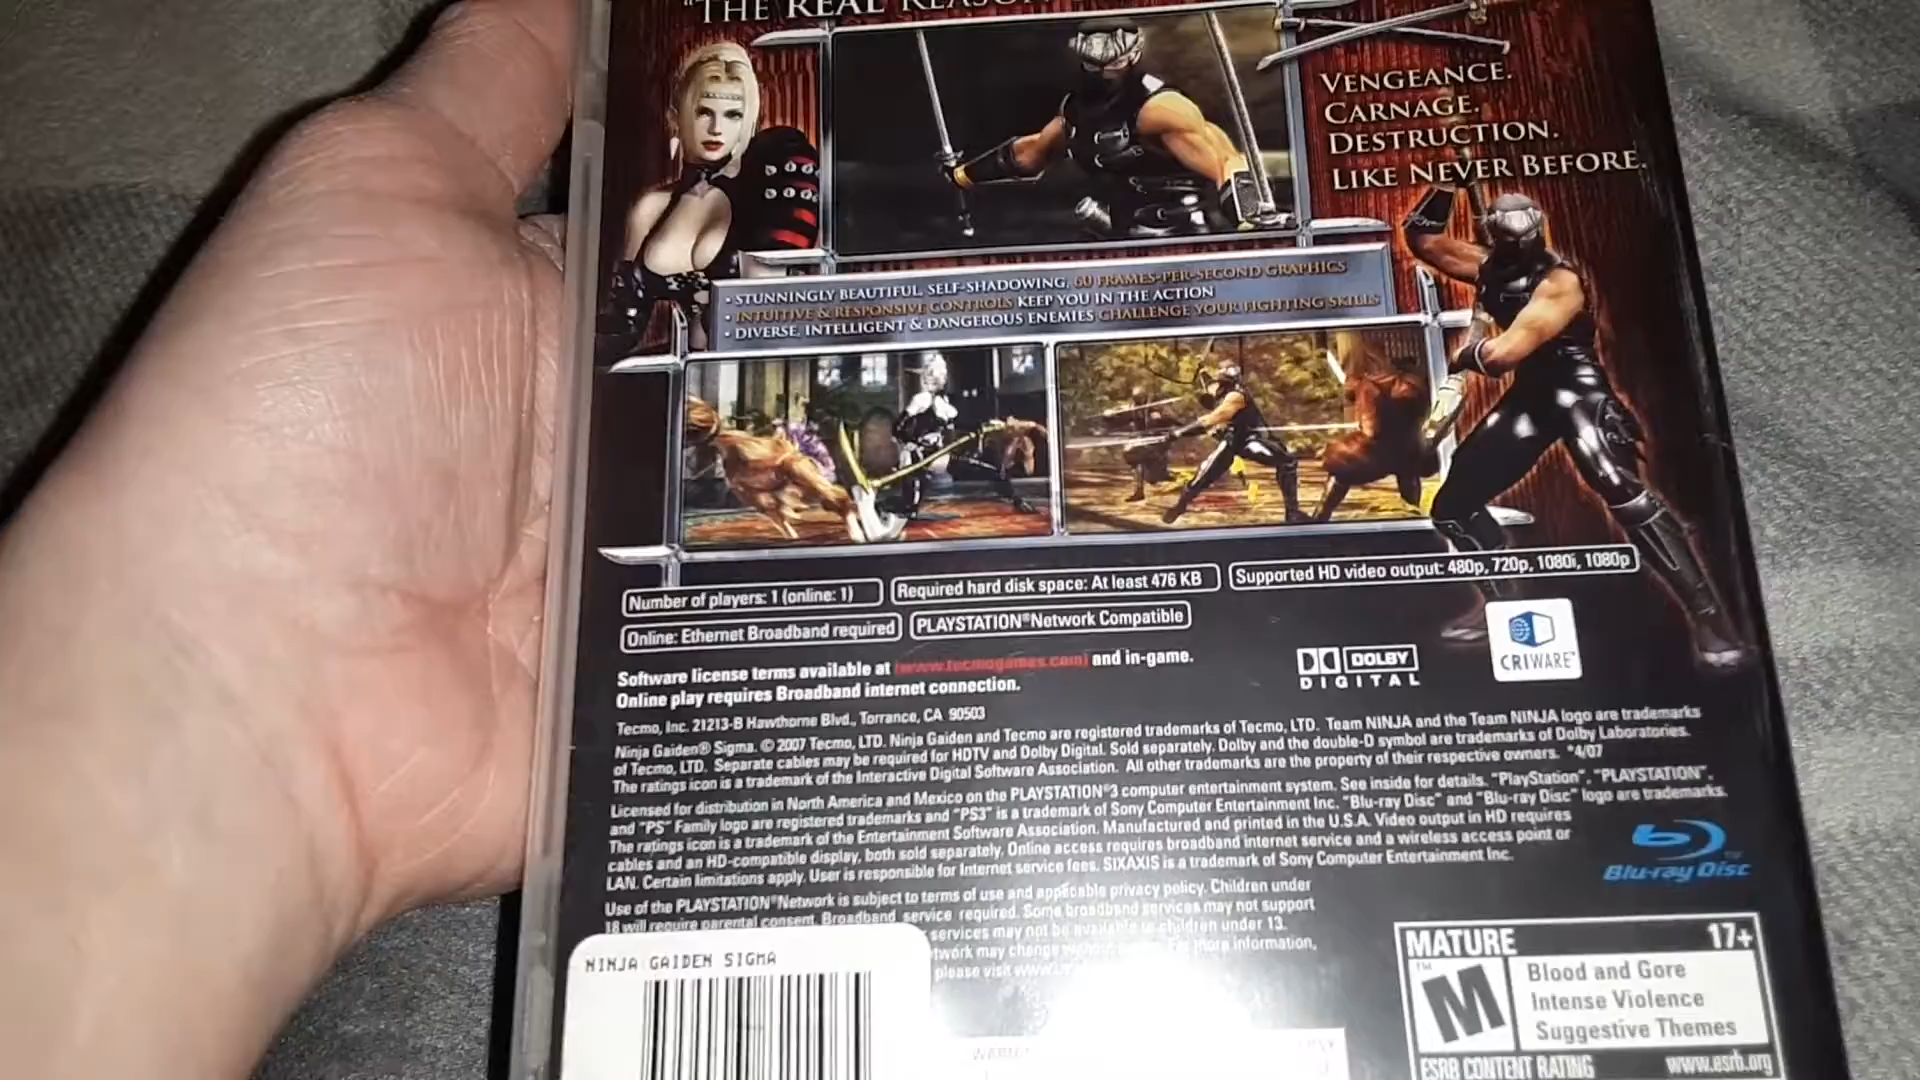 "THE REAL REASON
VENGEANCE.
CARNAGE.
DESTRUCTION.
LIKE NEVER BEFORE.
• STUNNINGLY BEAUTIFUL, SELF-SHADOWING, 60 FRAMES-PER-SECOND GRAPHICS
• INTUITIVE & RESPONSIVE CONTROLS KEEP YOU IN THE ACTION
• DIVERSE, INTELLIGENT & DANGEROUS ENEMIES CHALLENGE YOUR FIGHTING SKILLS
Number of players: 1 (online: 1)
Required hard disk space: At least 476 KB
Supported HD video output: 480p, 720p, 1080i, 1080p
Online: Ethernet Broadband required
PLAYSTATION®Network Compatible
Software license terms available at (www.tecmogames.com) and in-game.
Online play requires Broadband internet connection.
DOLBY
DIGITAL
CRIWARE™
Tecmo, Inc. 21213-B Hawthorne Blvd., Torrance, CA 90503
Ninja Gaiden® Sigma. © 2007 Tecmo, LTD. Ninja Gaiden and Tecmo are registered trademarks of Tecmo, LTD. Team NINJA and the Team NINJA logo are trademarks
of Tecmo, LTD. Separate cables may be required for HDTV and Dolby Digital. Sold separately. Dolby and the double-D symbol are trademarks of Dolby Laboratories.
The ratings icon is a trademark of the Interactive Digital Software Association. All other trademarks are the property of their respective owners. *4/07
Licensed for distribution in North America and Mexico on the PLAYSTATION®3 computer entertainment system. See inside for details. "PlayStation", "PLAYSTATION",
and "PS" Family logo are registered trademarks and "PS3" is a trademark of Sony Computer Entertainment Inc. "Blu-ray Disc" and "Blu-ray Disc" logo are trademarks.
The ratings icon is a trademark of the Entertainment Software Association. Manufactured and printed in the U.S.A. Video output in HD requires
cables and an HD-compatible display, both sold separately. Online access requires broadband internet service and a wireless access point or
LAN. Certain limitations apply. User is responsible for Internet service fees. SIXAXIS is a trademark of Sony Computer Entertainment Inc.
Blu-ray Disc
Use of the PLAYSTATION®Network is subject to terms of use and applicable privacy policy. Children under
18 will require parental consent. Broadband service required. Some broadband services may not support
services may not be available to children under 13.
may change without For more information,
please visit
NINJA GAIDEN SIGMA
MATURE 17+
M
Blood and Gore
Intense Violence
Suggestive Themes
ESRB CONTENT RATING www.esrb.org